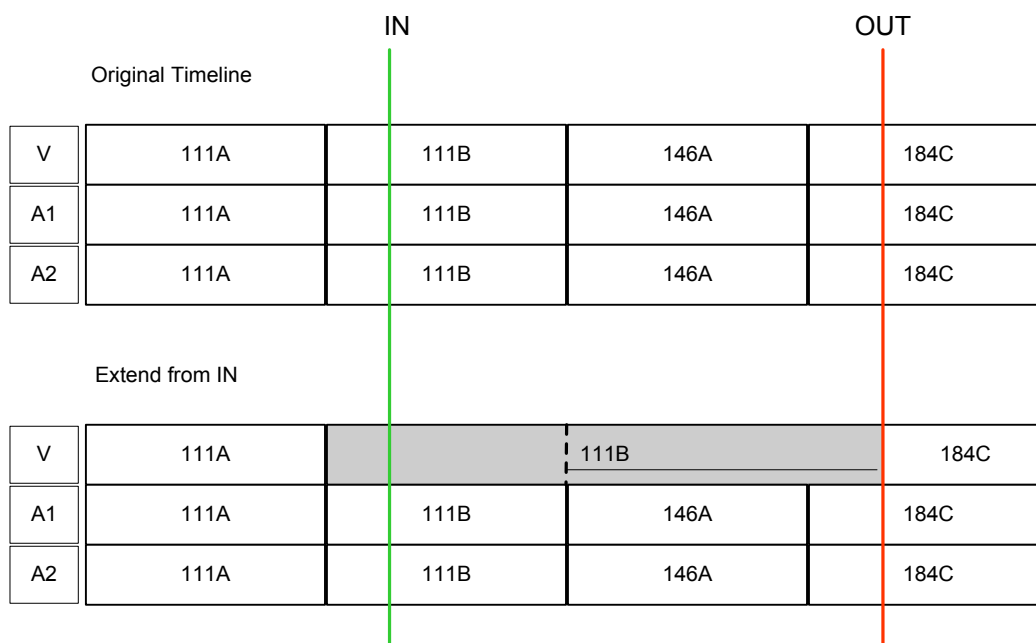 IN OUT
Original Timeline
V 111A 111B 146A 184C
A1 111A 111B 146A 184C
A2 111A 111B 146A 184C
Extend from IN
V 111A 111B 184C
A1 111A 111B 146A 184C
A2 111A 111B 146A 184C